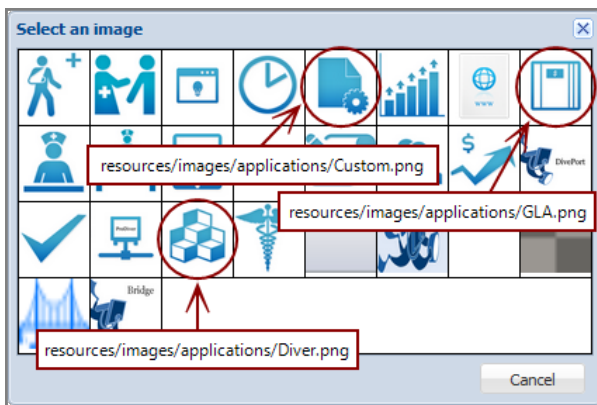 Select an image
www
$
resources/images/applications/Custom.png
DivePort
resources/images/applications/GLA.png
ProDiver
Bridge
resources/images/applications/Diver.png
Cancel